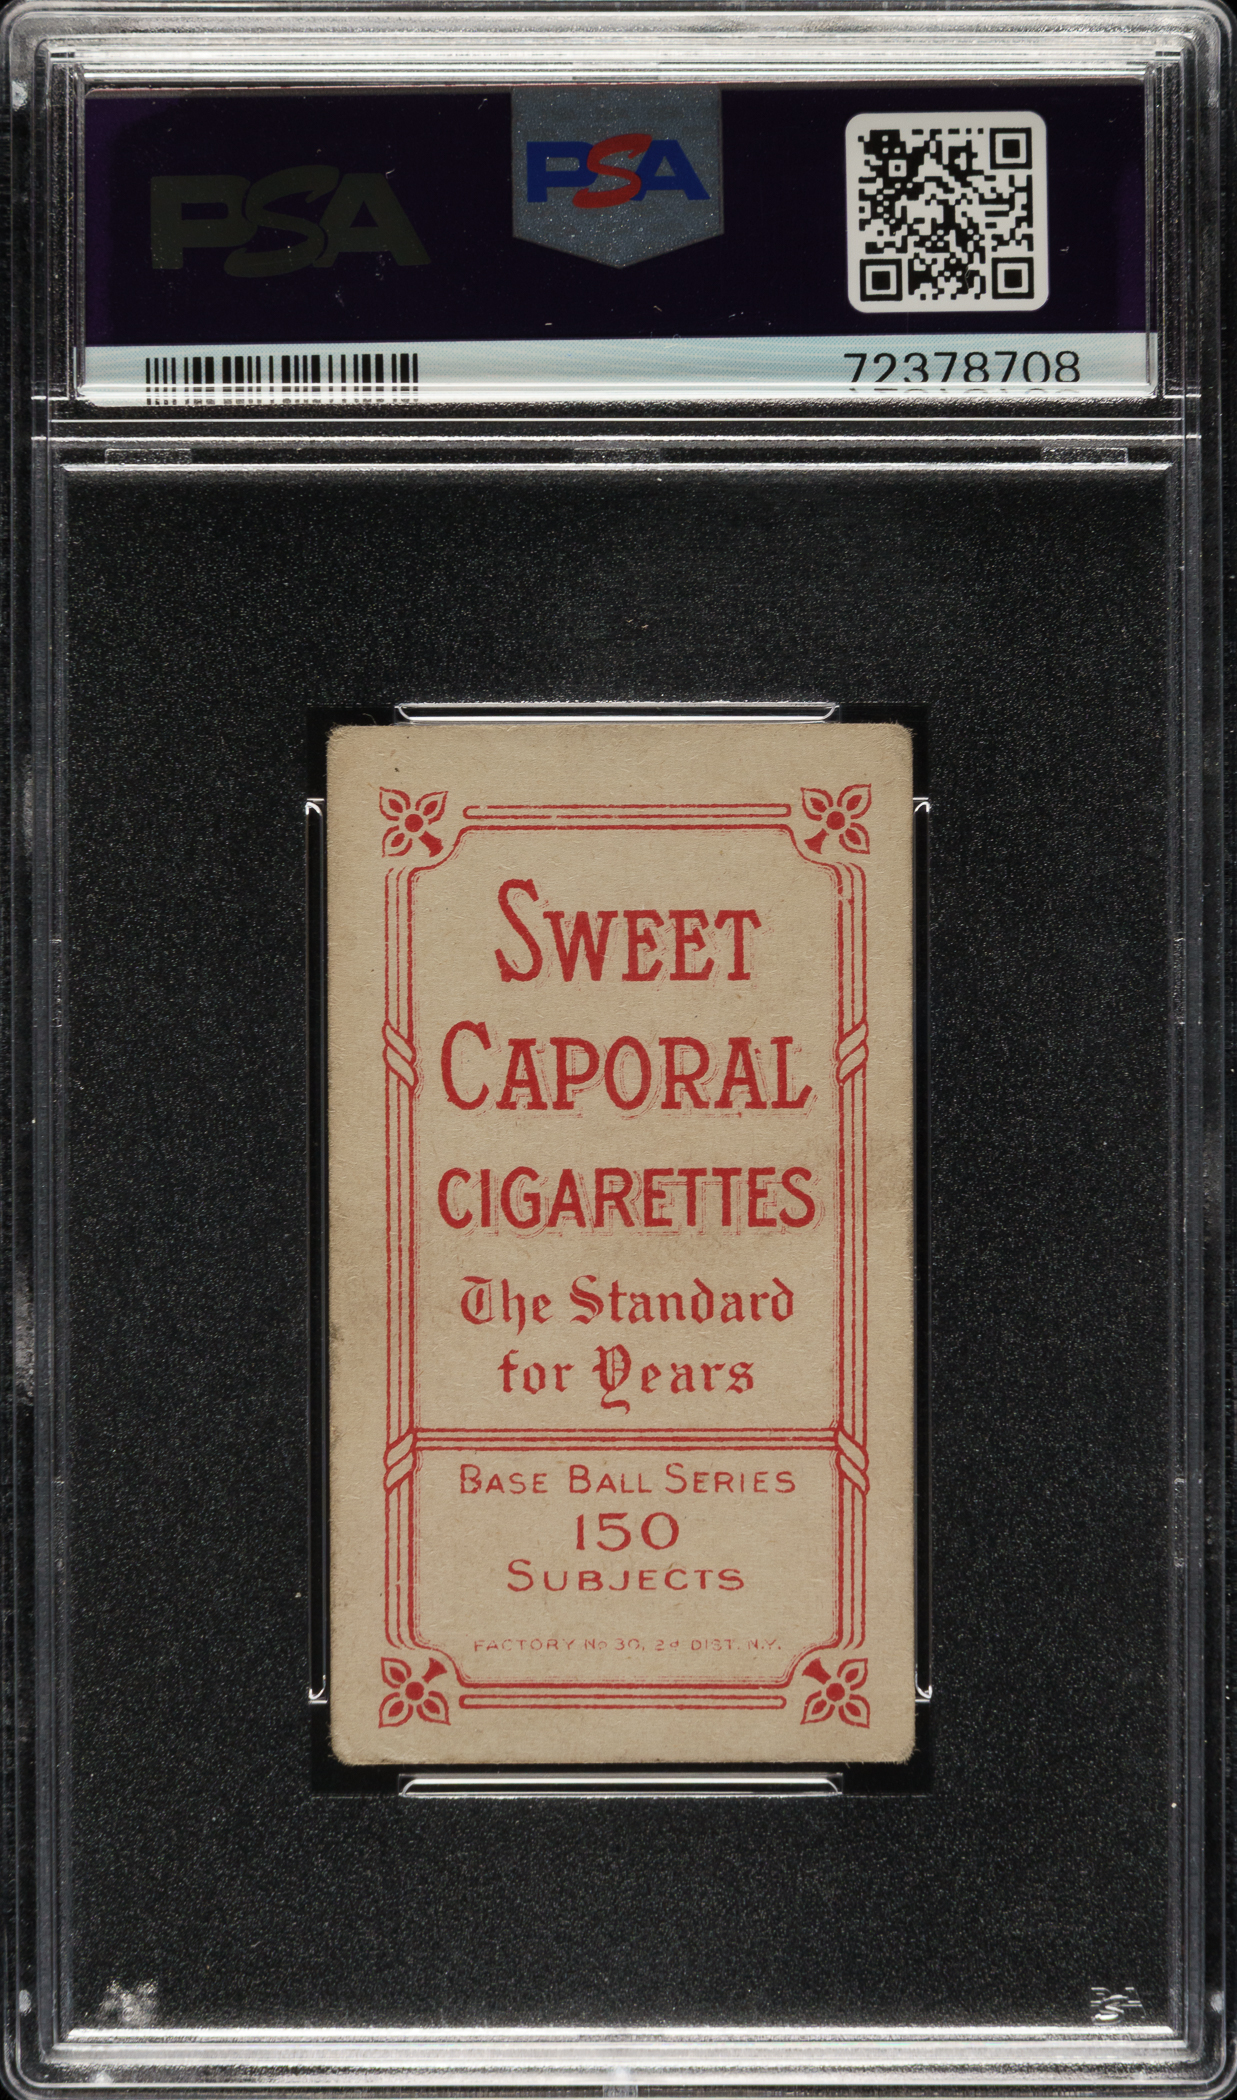 PSA
PSA
72378708
SWEET
CAPORAL
CIGARETTES
The Standard
for Years
BASE BALL SERIES
150
SUBJECTS
FACTORY No 30, 2d DIST. N.Y.
PSA